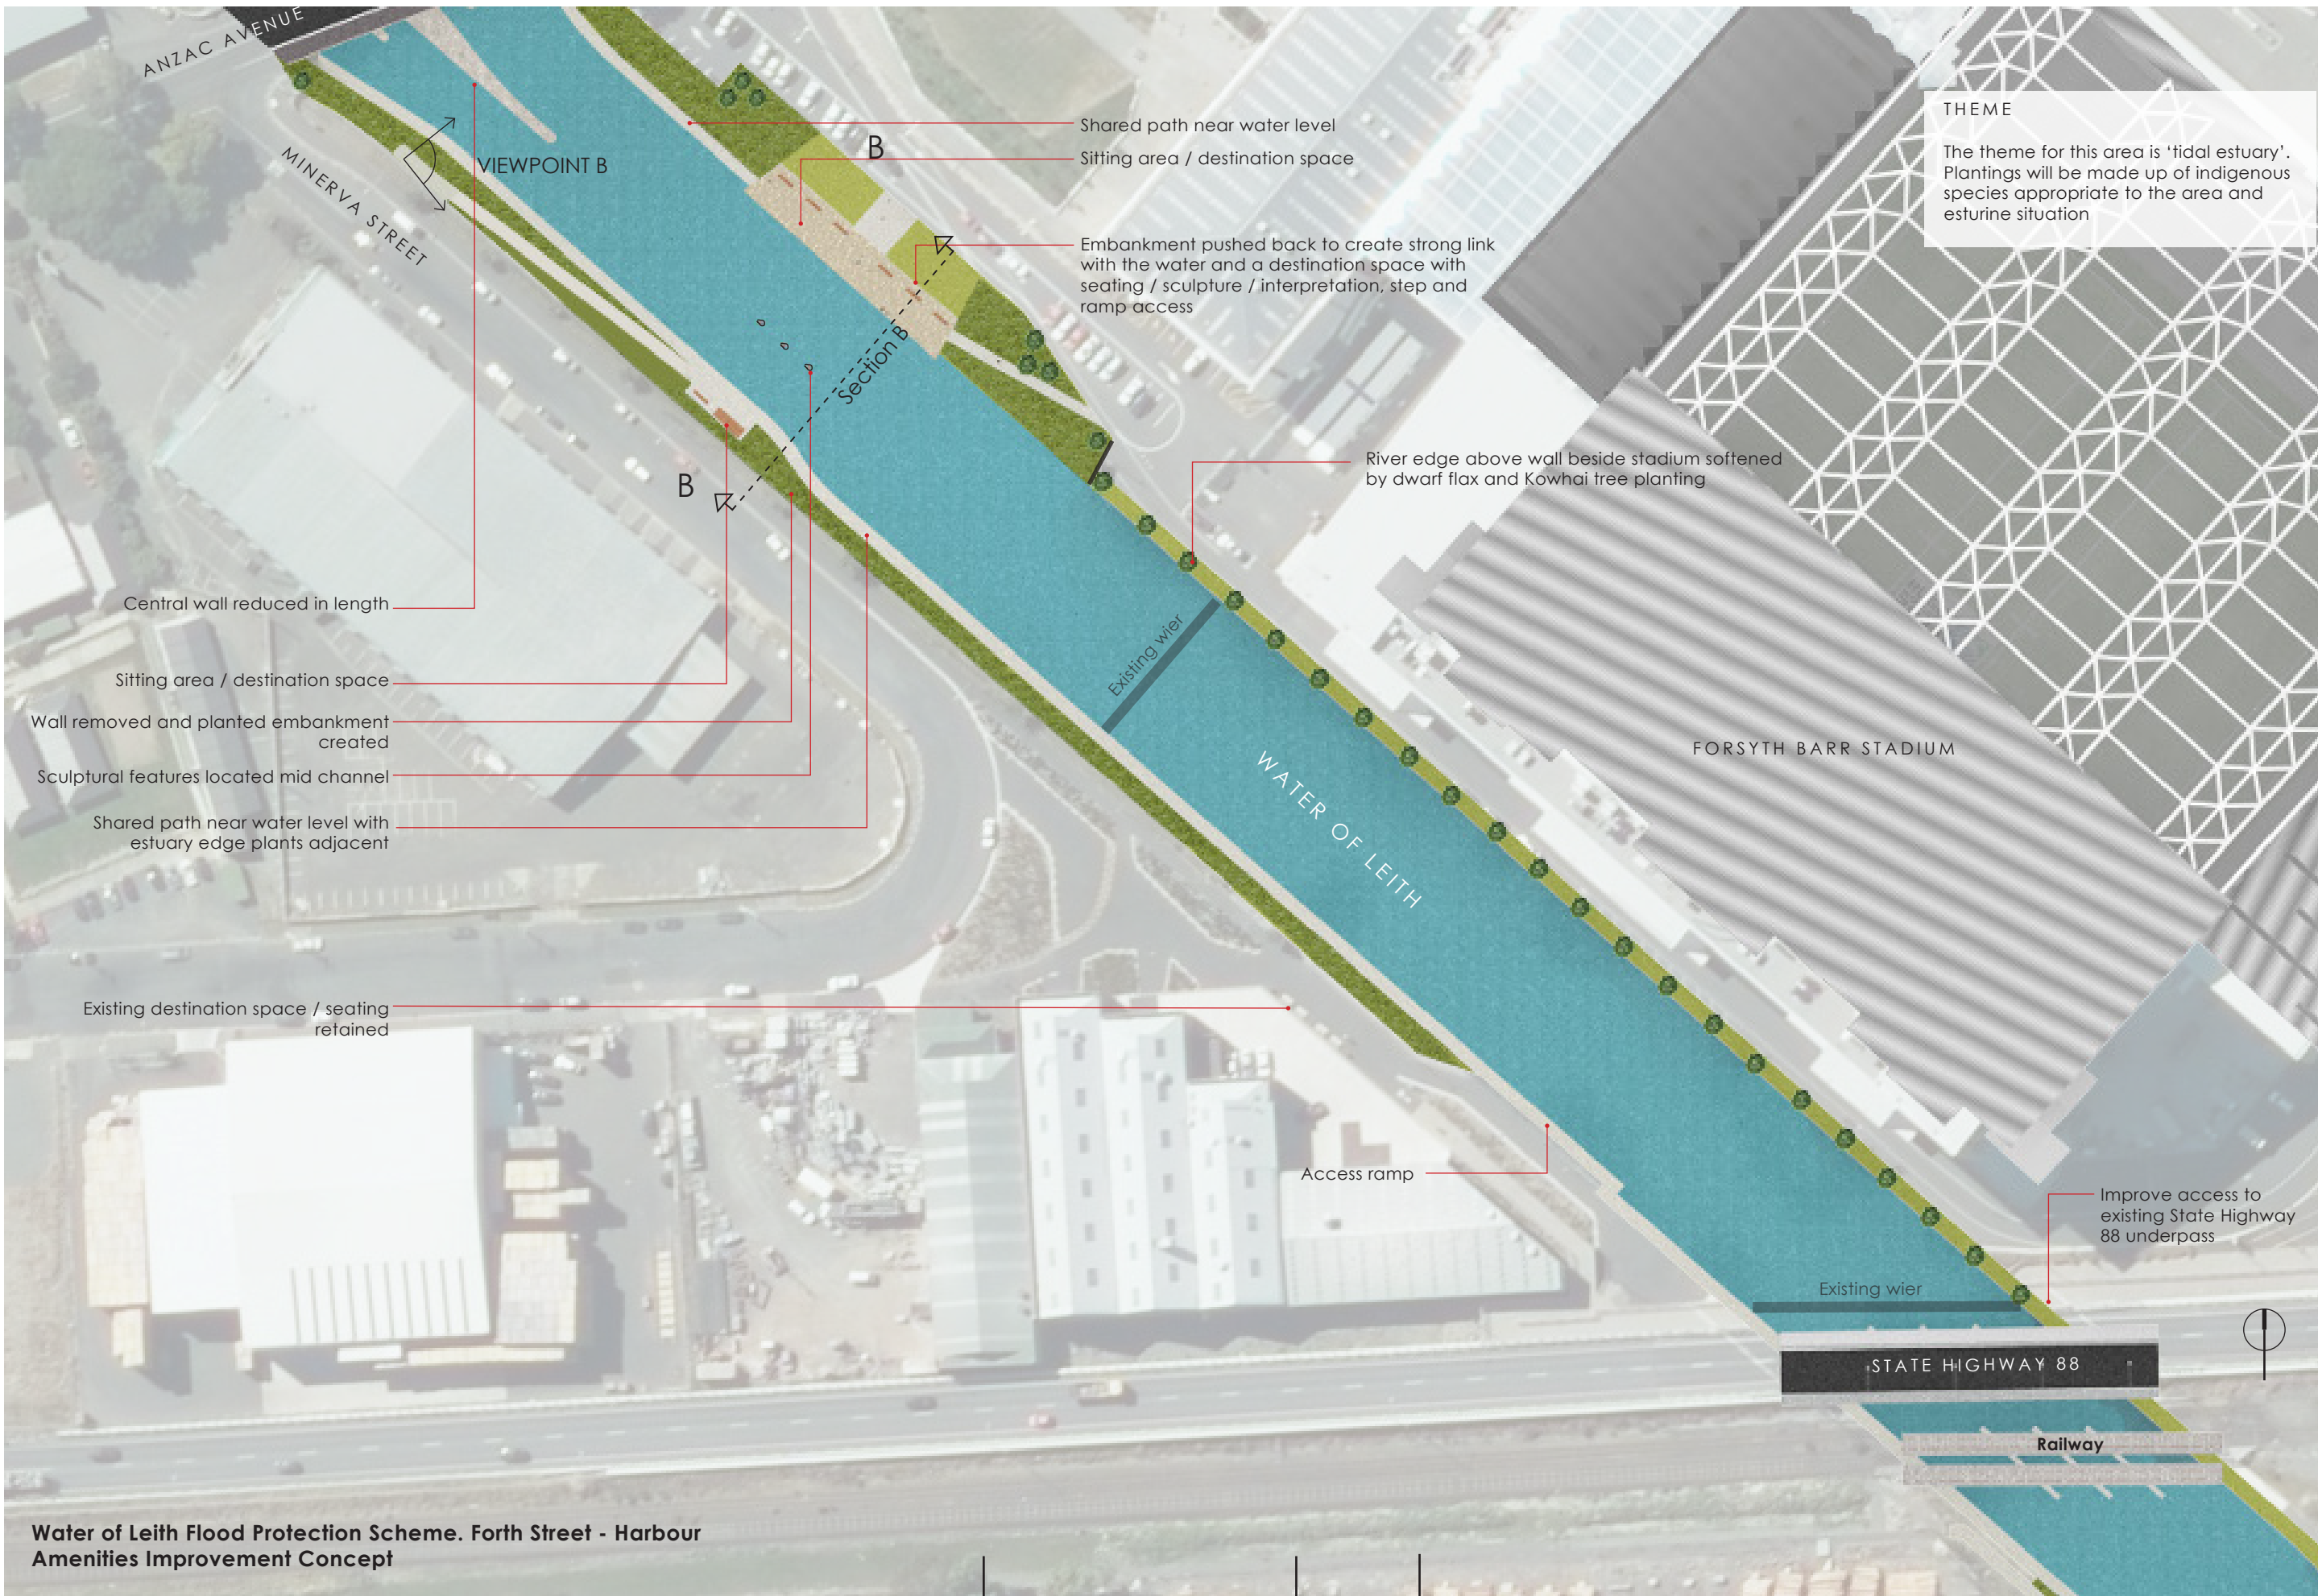 ANZAC AVENUE
THEME
The theme for this area is ‘tidal estuary’.
Plantings will be made up of indigenous
species appropriate to the area and
esturine situation
Shared path near water level
B
Sitting area / destination space
VIEWPOINT B
MINERVA STREET
Embankment pushed back to create strong link
with the water and a destination space with
seating / sculpture / interpretation, step and
ramp access
Section B
River edge above wall beside stadium softened
by dwarf flax and Kowhai tree planting
B
Central wall reduced in length
Existing wier
Sitting area / destination space
Wall removed and planted embankment
created
Sculptural features located mid channel
Shared path near water level with
estuary edge plants adjacent
FORSYTH BARR STADIUM
WATER OF LEITH
Existing destination space / seating
retained
Access ramp
Improve access to
existing State Highway
88 underpass
Existing wier
STATE HIGHWAY 88
Railway
Water of Leith Flood Protection Scheme. Forth Street - Harbour
Amenities Improvement Concept